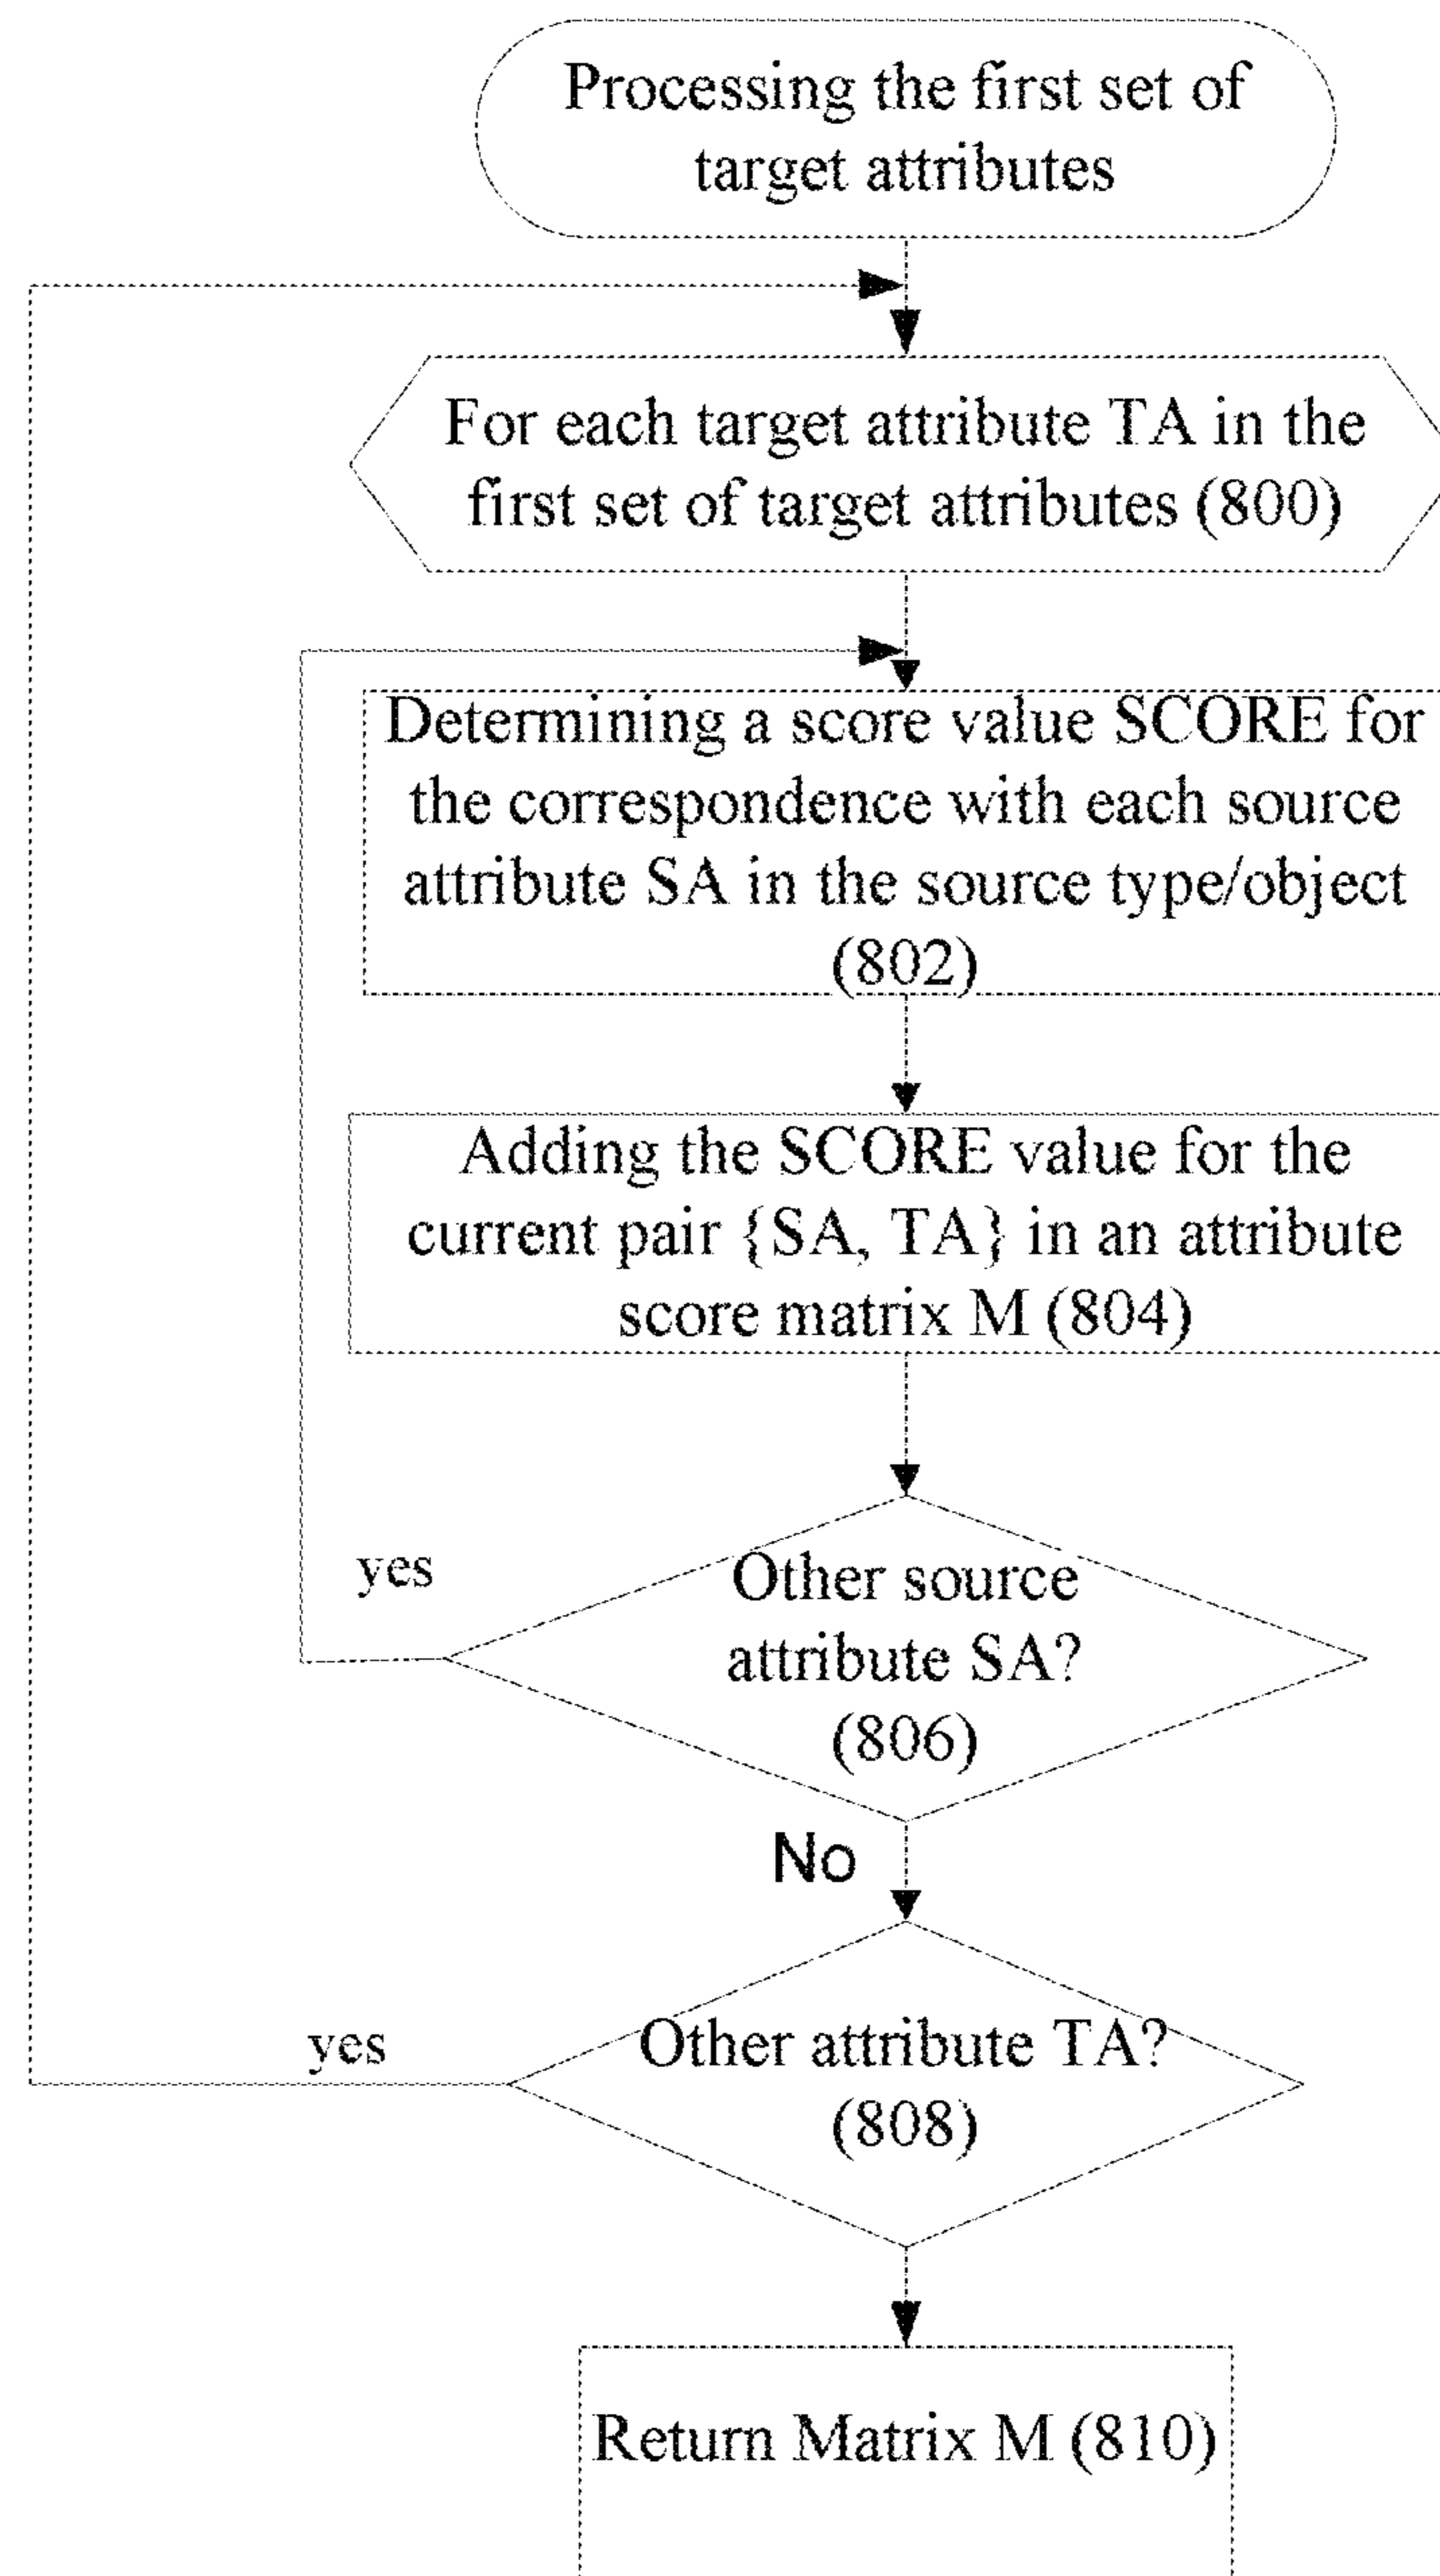 Processing the first set of
target attributes
For each target attribute TA in the
first set of target attributes (800)
Determining a score value SCORE for
the correspondence with each source
attribute SA in the source type/object
(802)
Adding the SCORE value for the
current pair {SA, TA} in an attribute
score matrix M (804)
yes
Other source
attribute SA?
(806)
No
yes
Other attribute TA?
(808)
Return Matrix M (810)